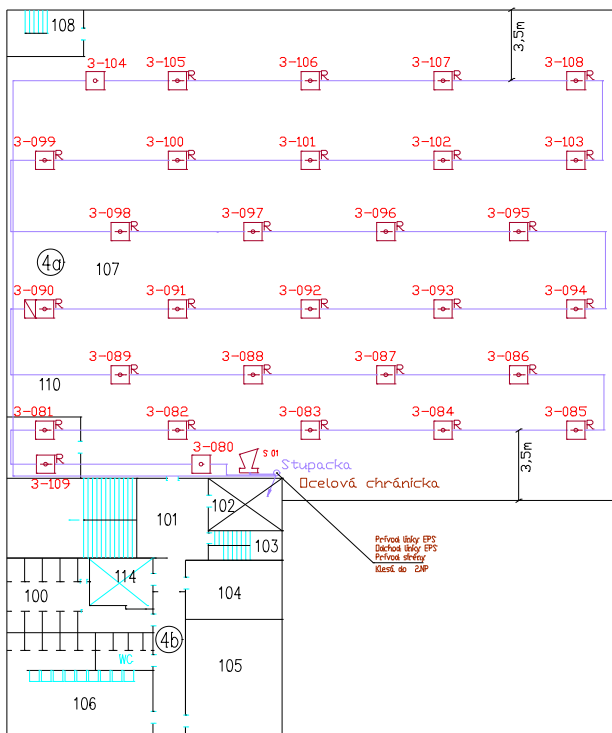 108
3,5m
3-104
3-105
3-106
3-107
3-108
R
R
R
R
3-099
3-100
3-101
3-102
3-103
R
R
R
R
R
3-098
3-097
3-096
3-095
R
R
R
R
4a
107
3-090
3-091
3-092
3-093
3-094
R
R
R
R
R
3-089
3-088
3-087
3-086
R
R
R
R
110
3-081
3-082
3-083
3-084
3-085
R
R
R
R
R
3,5m
3-080
S 01
Stupacka
3-109
Ocelová chránícka
101
102
103
Prívod linky EPS
Odchod linky EPS
Prívod sirény
Klesá do 2.NP
114
100
104
4b
WC
105
106